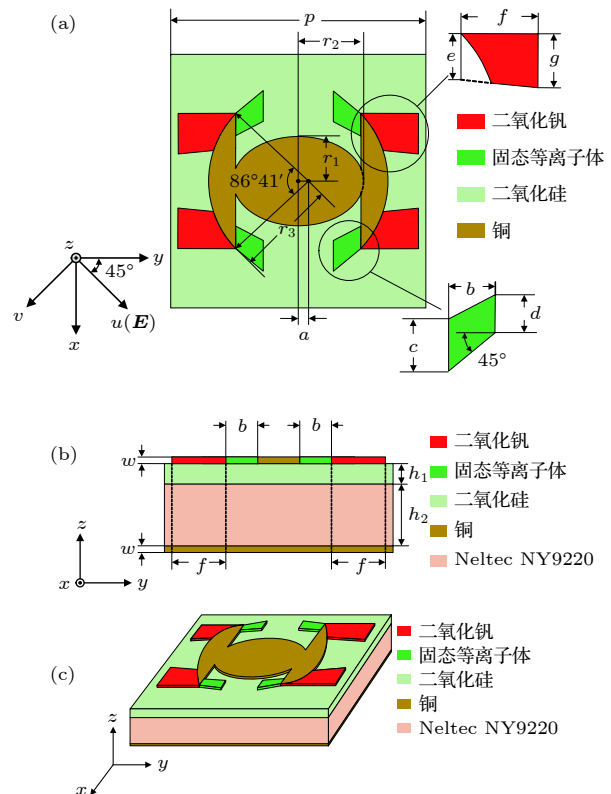 (a)
p
r2
f
e
g
二氧化钒
固态等离子体
二氧化硅
铜
r1
86°41′
r3
a
z
y
45°
v
x
u(E)
b
c
d
45°
(b)
b
b
w
h1
h2
w
f
f
z
x
y
二氧化钒
固态等离子体
二氧化硅
铜
Neltec NY9220
(c)
z
y
x
二氧化钒
固态等离子体
二氧化硅
铜
Neltec NY9220